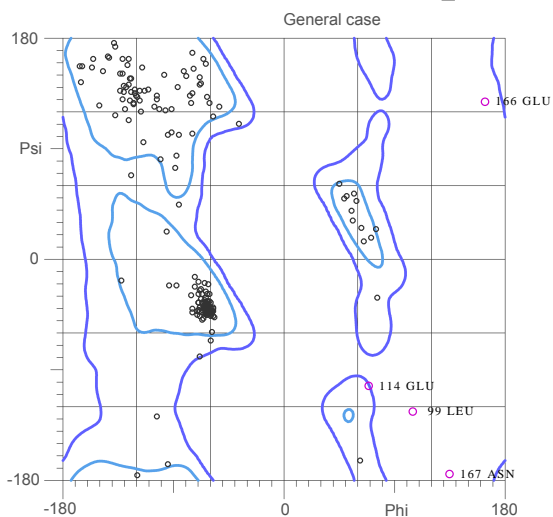 General case
180
166 GLU
Psi
0
114 GLU
99 LEU
167 ASN
-180
-180
0
Phi
180